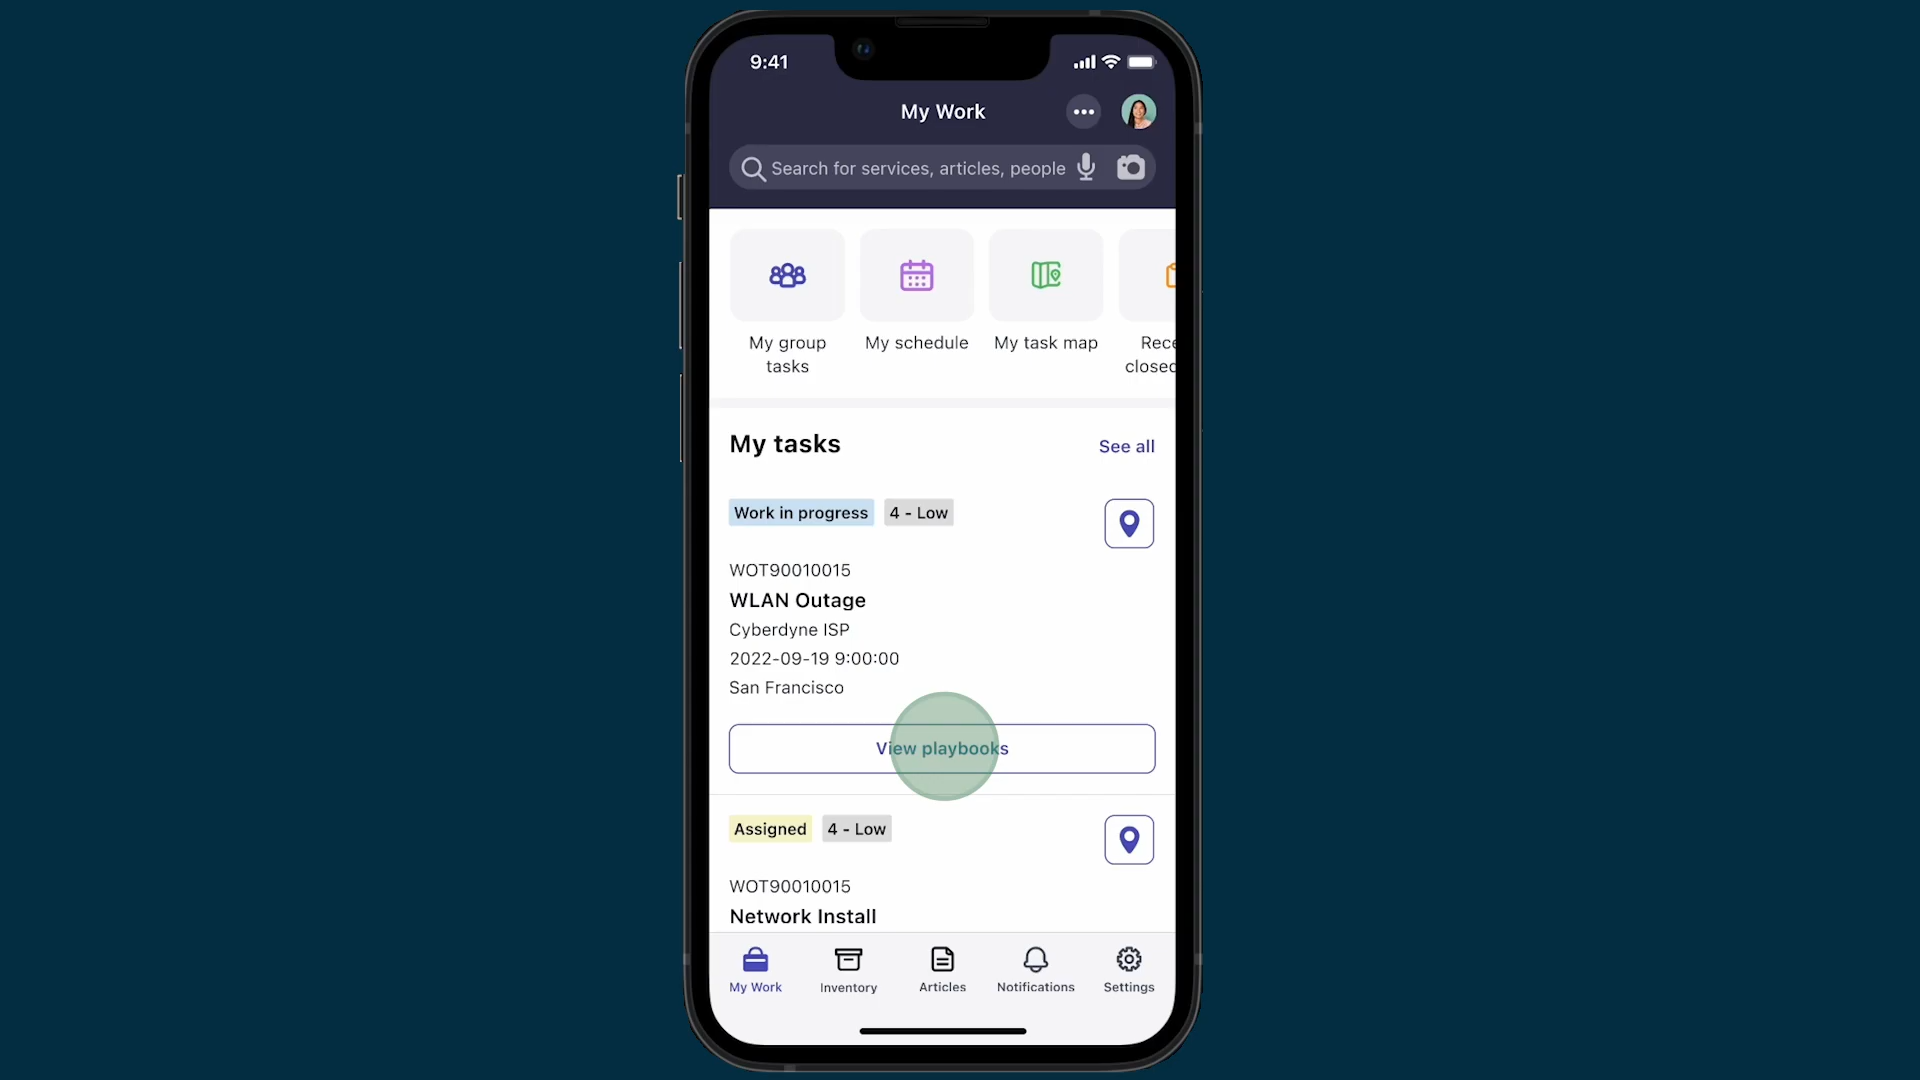 9:41
My Work
Search for services, articles, people
My group
tasks
My schedule
My task map
Rece
closed
My tasks
See all
Work in progress
4 - Low
WOT90010015
WLAN Outage
Cyberdyne ISP
2022-09-19 9:00:00
San Francisco
View playbooks
Assigned
4 - Low
WOT90010015
Network Install
My Work
Inventory
Articles
Notifications
Settings